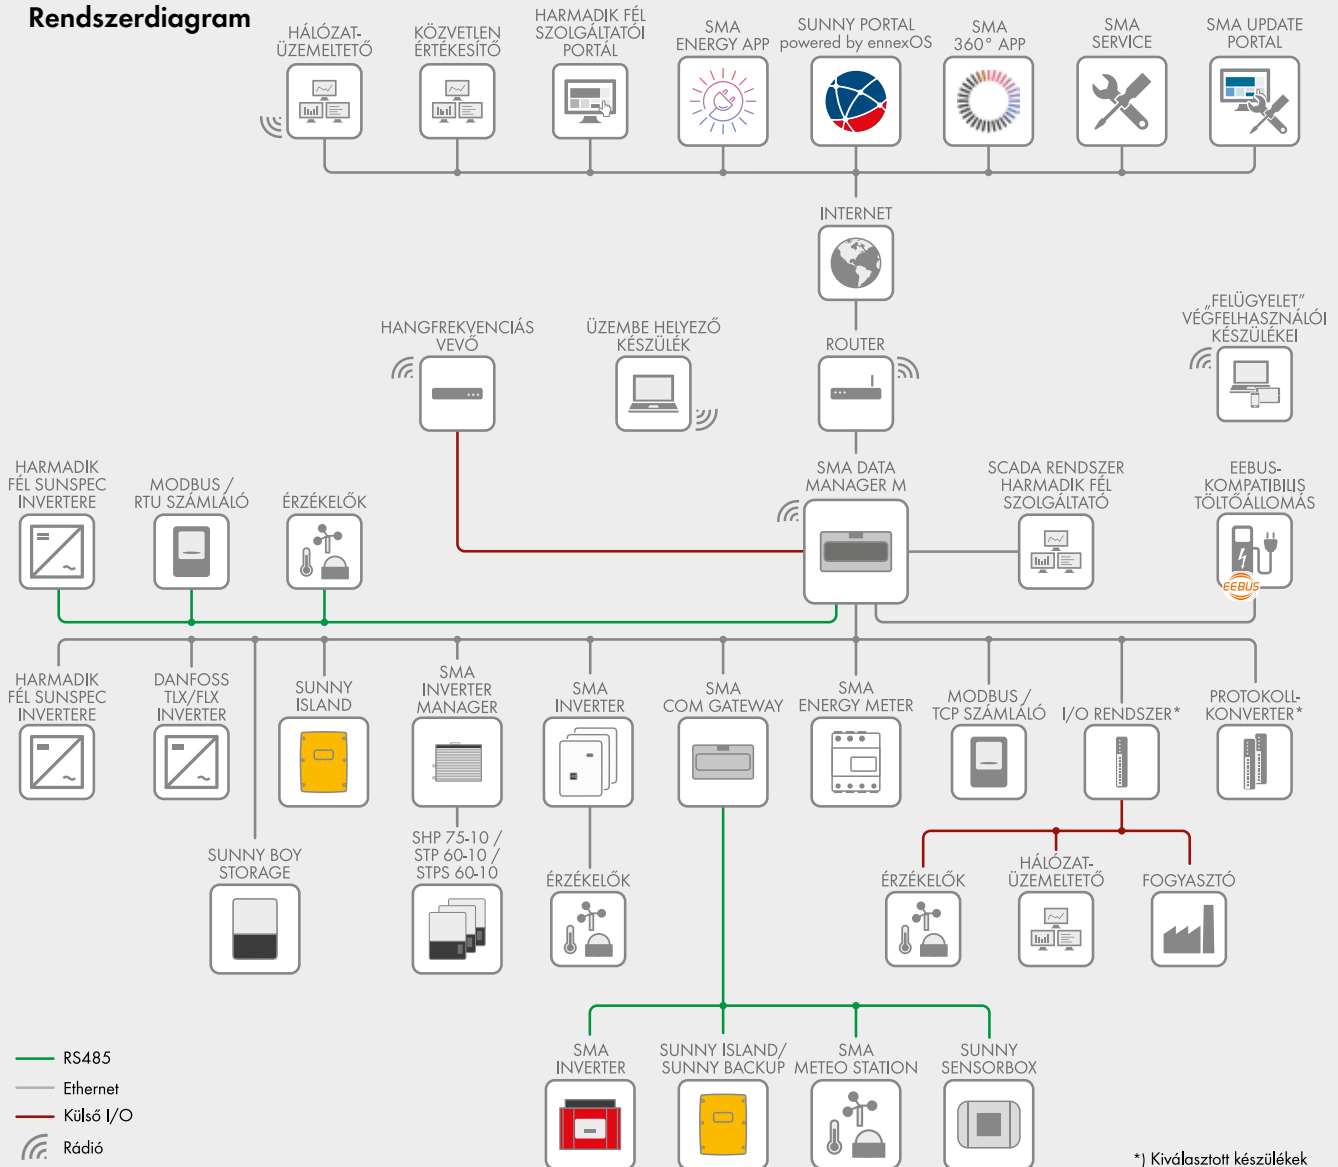 Rendszerdiagram
HÁLÓZAT-
ÜZEMELTETŐ
KÖZVETLEN
ÉRTÉKESÍTŐ
HARMADIK FÉL
SZOLGÁLTATÓI
PORTÁL
SMA
ENERGY APP
SUNNY PORTAL
powered by ennexOS
SMA
360° APP
SMA
SERVICE
SMA UPDATE
PORTAL
INTERNET
HANGFREKVENCIÁS
VEVŐ
ÜZEMBE HELYEZŐ
KÉSZÜLÉK
ROUTER
„FELÜGYELET”
VÉGFELHASZNÁLÓI
KÉSZÜLÉKEI
HARMADIK
FÉL SUNSPEC
INVERTERE
MODBUS /
RTU SZÁMLÁLÓ
ÉRZÉKELŐK
SMA DATA
MANAGER M
SCADA RENDSZER
HARMADIK FÉL
SZOLGÁLTATÓ
EEBUS-
KOMPATIBILIS
TÖLTŐÁLLOMÁS
EEBUS
HARMADIK
FÉL SUNSPEC
INVERTERE
DANFOSS
TLX/FLX
INVERTER
SUNNY
ISLAND
SMA
INVERTER
MANAGER
SMA
INVERTER
SMA
COM GATEWAY
SMA
ENERGY METER
MODBUS /
TCP SZÁMLÁLÓ
I/O RENDSZER*
PROTOKOLL-
KONVERTER*
SUNNY BOY
STORAGE
SHP 75-10 /
STP 60-10 /
STPS 60-10
ÉRZÉKELŐK
ÉRZÉKELŐK
HÁLÓZAT-
ÜZEMELTETŐ
FOGYASZTÓ
SMA
INVERTER
SUNNY ISLAND/
SUNNY BACKUP
SMA
METEO STATION
SUNNY
SENSORBOX
RS485
Ethernet
Külső I/O
Rádió
*) Kiválasztott készülékek